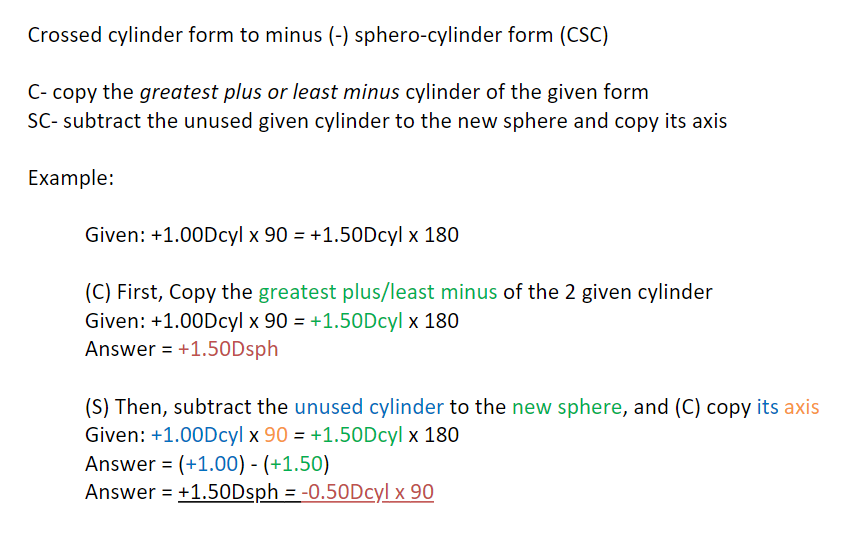 Crossed cylinder form to minus (-) sphero-cylinder form (CSC)
C- copy the greatest plus or least minus cylinder of the given form
SC- subtract the unused given cylinder to the new sphere and copy its axis
Example:
Given: +1.00Dcyl x 90 = +1.50Dcyl x 180
(C) First, Copy the greatest plus/least minus of the 2 given cylinder
Given: +1.00Dcyl x 90 = +1.50Dcyl x 180
Answer = +1.50Dsph
(S) Then, subtract the unused cylinder to the new sphere, and (C) copy its axis
Given: +1.00Dcyl x 90 = +1.50Dcyl x 180
Answer = (+1.00) - (+1.50)
Answer = +1.50Dsph = -0.50Dcyl x 90